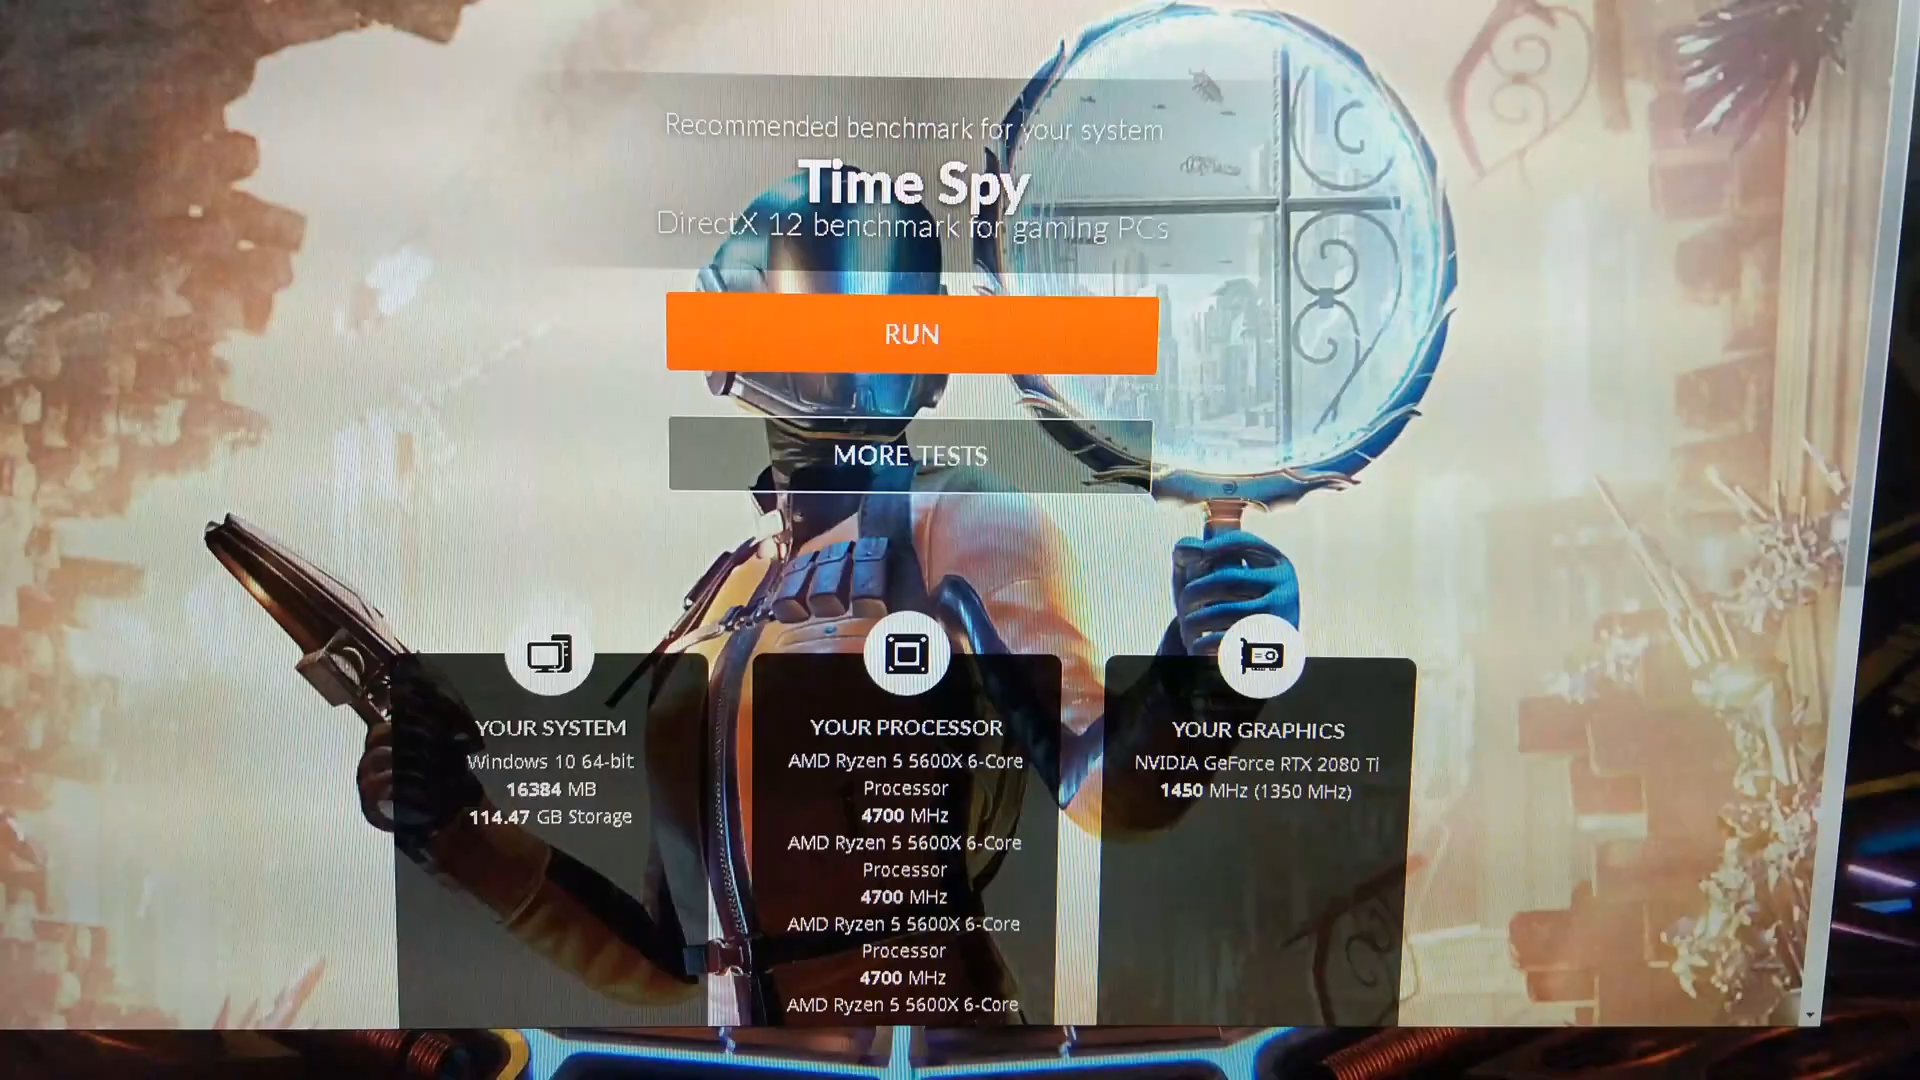 Recommended benchmark for your system
Time Spy
DirectX 12 benchmark for gaming PCs
RUN
MORE TESTS
YOUR SYSTEM
Windows 10 64-bit
16384 MB
114.47 GB Storage
YOUR PROCESSOR
AMD Ryzen 5 5600X 6-Core
Processor
4700 MHz
AMD Ryzen 5 5600X 6-Core
Processor
4700 MHz
AMD Ryzen 5 5600X 6-Core
Processor
4700 MHz
AMD Ryzen 5 5600X 6-Core
YOUR GRAPHICS
NVIDIA GeForce RTX 2080 Ti
1450 MHz (1350 MHz)